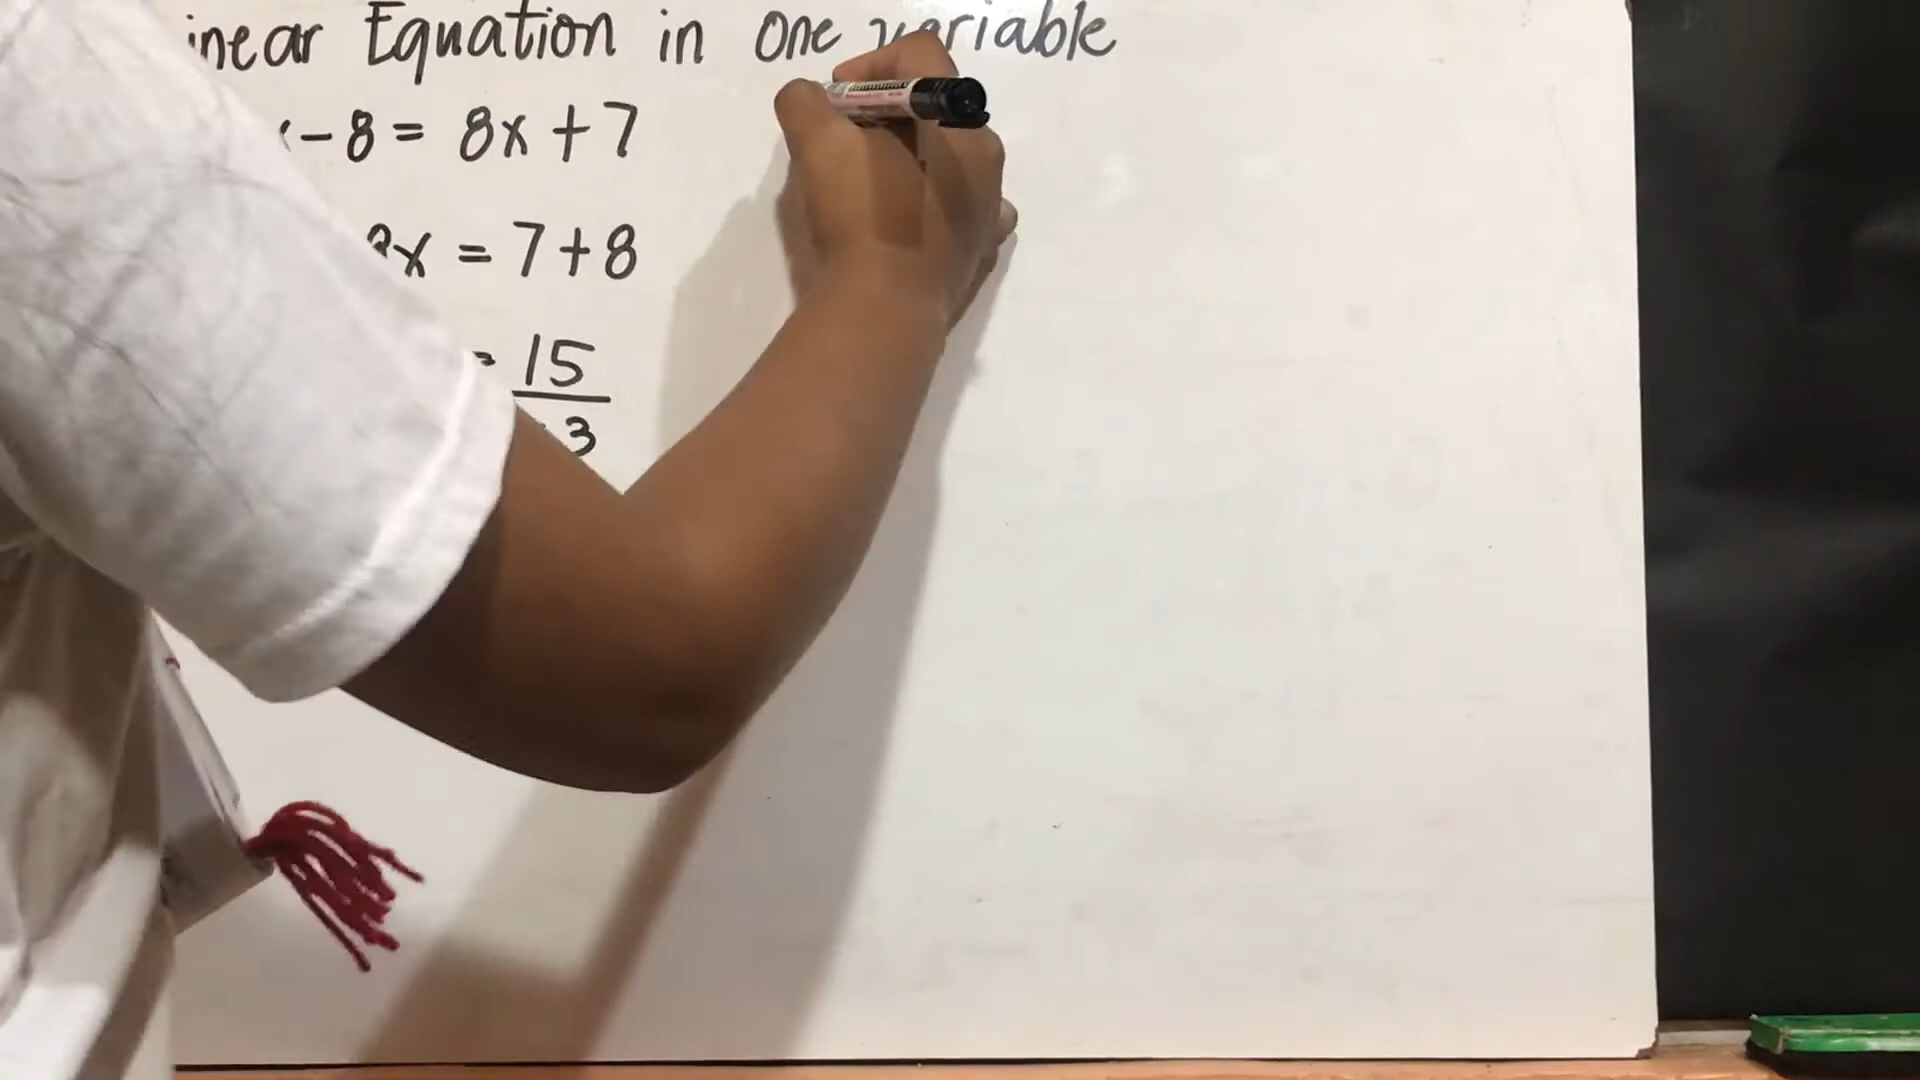 inear Equation in one variable
- 8 = 8x + 7
x = 7 + 8
= 15
3